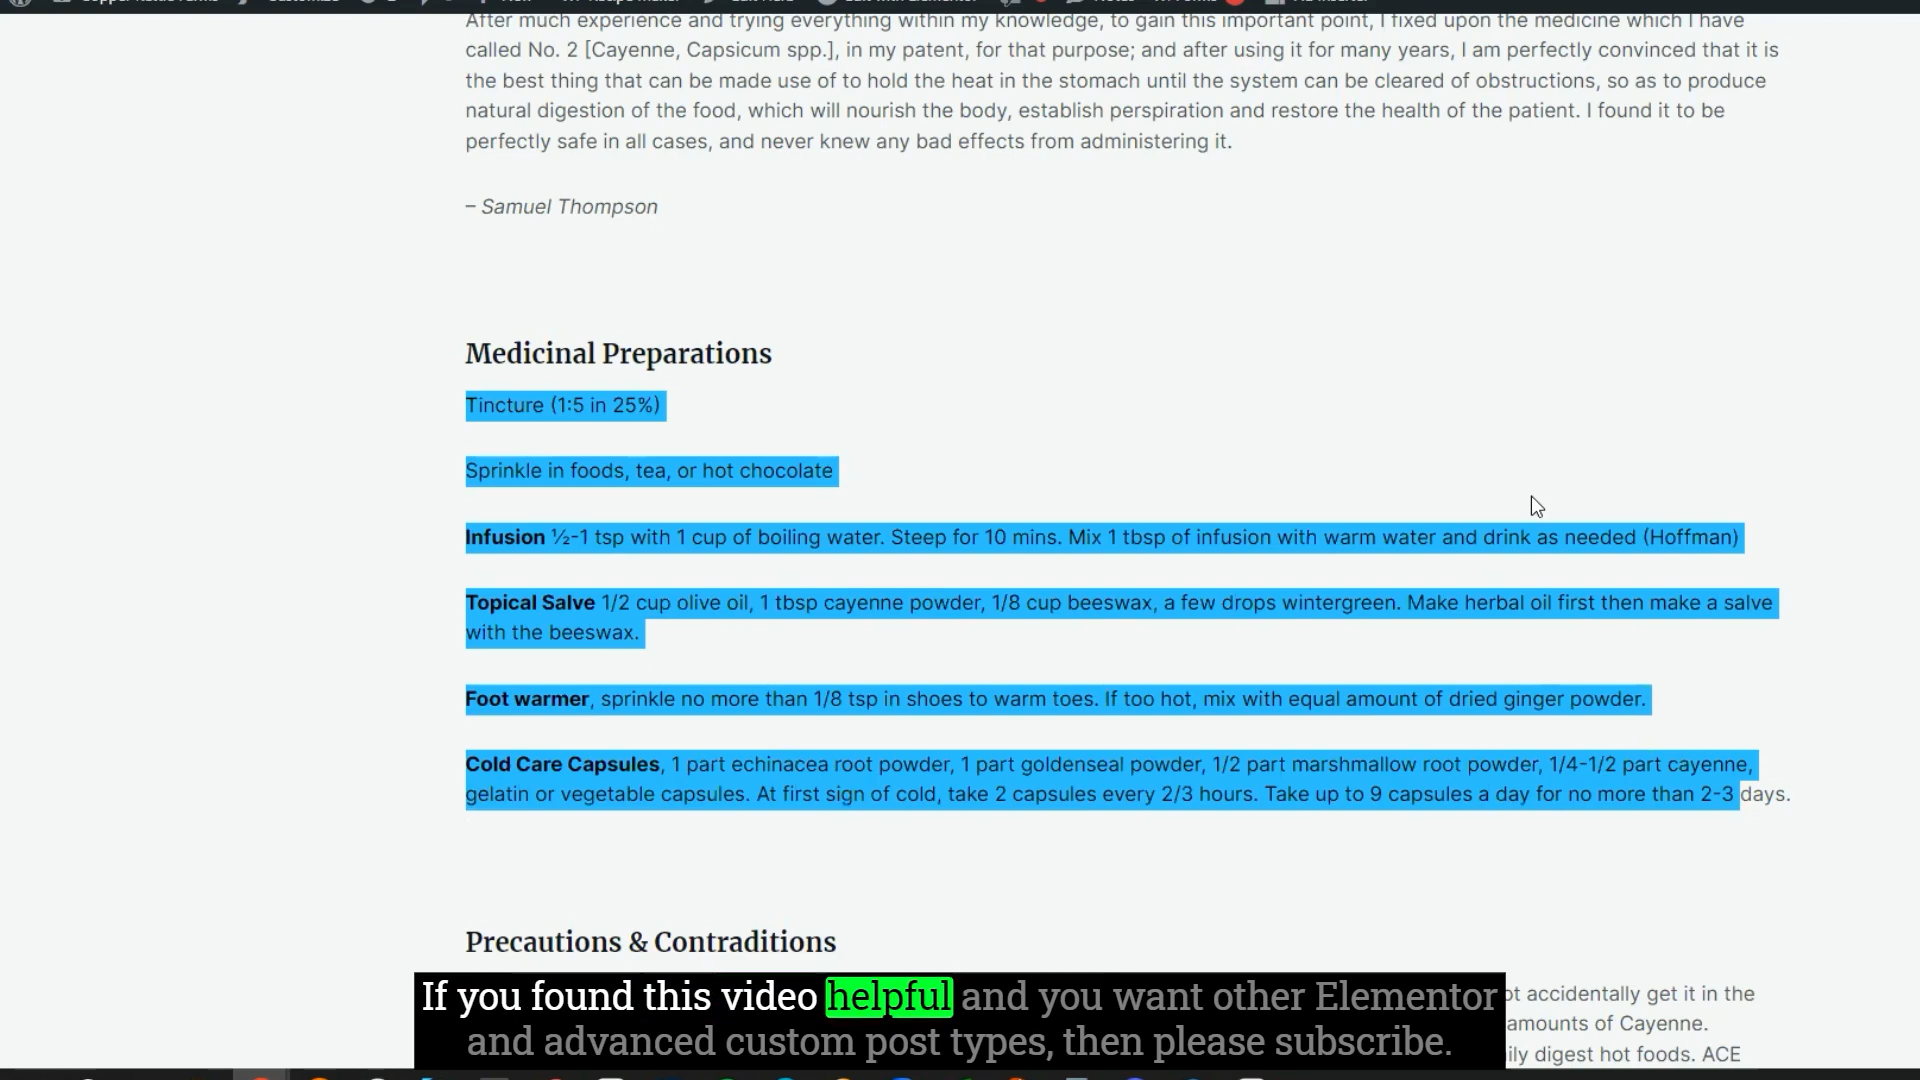 After much experience and trying everything within my knowledge, to gain this important point, I fixed upon the medicine which I have
called No. 2 [Cayenne, Capsicum spp.], in my patent, for that purpose; and after using it for many years, I am perfectly convinced that it is
the best thing that can be made use of to hold the heat in the stomach until the system can be cleared of obstructions, so as to produce
natural digestion of the food, which will nourish the body, establish perspiration and restore the health of the patient. I found it to be
perfectly safe in all cases, and never knew any bad effects from administering it.
– Samuel Thompson
Medicinal Preparations
Tincture (1:5 in 25%)
Sprinkle in foods, tea, or hot chocolate
Infusion ½-1 tsp with 1 cup of boiling water. Steep for 10 mins. Mix 1 tbsp of infusion with warm water and drink as needed (Hoffman)
Topical Salve 1/2 cup olive oil, 1 tbsp cayenne powder, 1/8 cup beeswax, a few drops wintergreen. Make herbal oil first then make a salve
with the beeswax.
Foot warmer, sprinkle no more than 1/8 tsp in shoes to warm toes. If too hot, mix with equal amount of dried ginger powder.
Cold Care Capsules, 1 part echinacea root powder, 1 part goldenseal powder, 1/2 part marshmallow root powder, 1/4-1/2 part cayenne,
gelatin or vegetable capsules. At first sign of cold, take 2 capsules every 2/3 hours. Take up to 9 capsules a day for no more than 2-3 days.
Precautions & Contraditions
accidentally get it in the
amounts of Cayenne.
digest hot foods. ACE
If you found this video helpful and you want other Elementor
and advanced custom post types, then please subscribe.